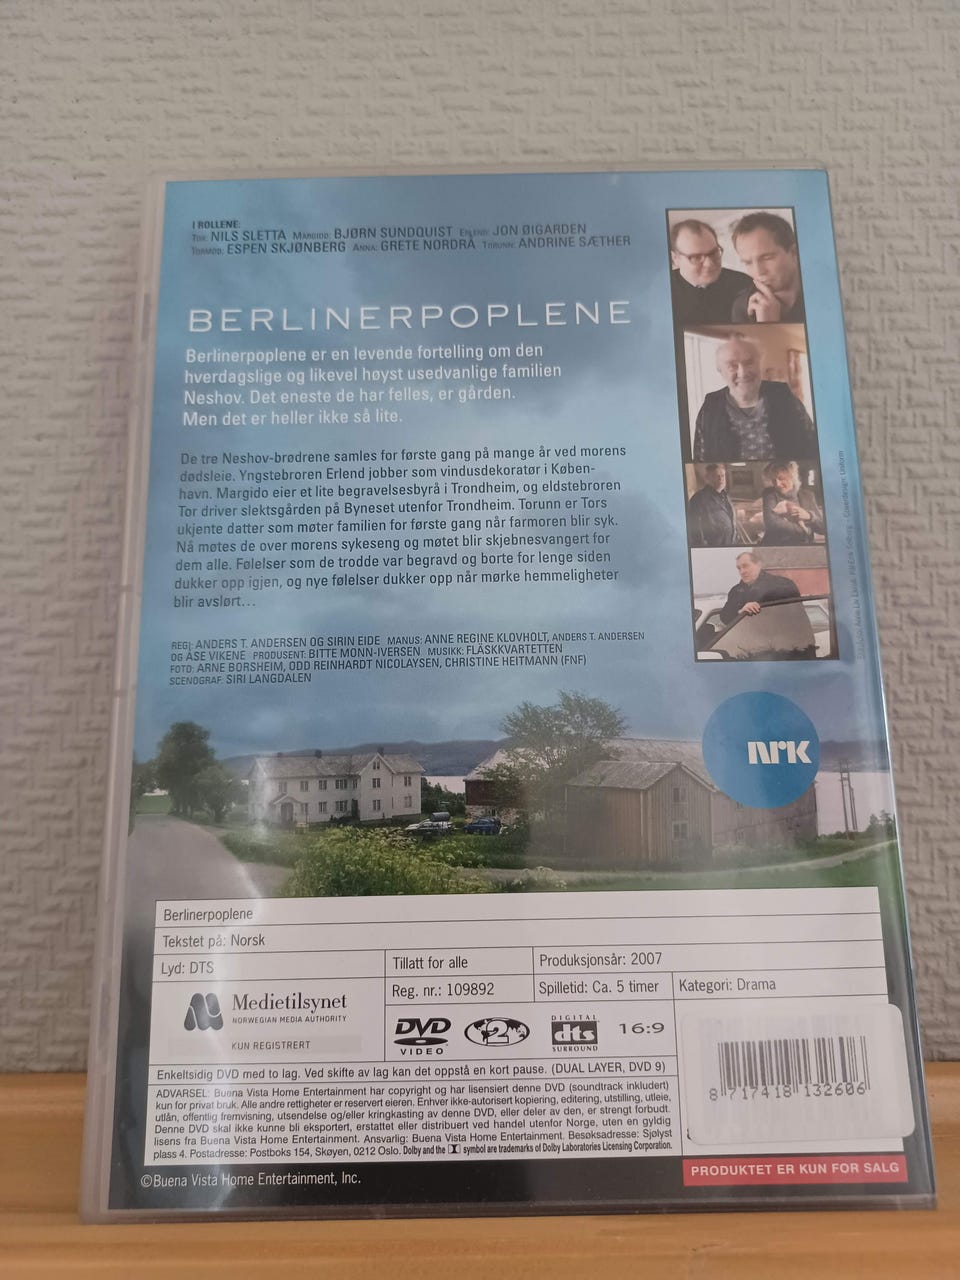 I ROLLENE:
TOR: NILS SLETTA MARGIDO: BJØRN SUNDQUIST ERLEND: JON ØIGARDEN
TORMOD: ESPEN SKJØNBERG ANNA: GRETE NORDRÅ TORUNN: ANDRINE SÆTHER
BERLINERPOPLENE
Berlinerpoplene er en levende fortelling om den
hverdagslige og likevel høyst usedvanlige familien
Neshov. Det eneste de har felles, er gården.
Men det er heller ikke så lite.
De tre Neshov-brødrene samles for første gang på mange år ved morens
dødsleie. Yngstebroren Erlend jobber som vindusdekoratør i Køben-
havn. Margido eier et lite begravelsesbyrå i Trondheim, og eldstebroren
Tor driver slektsgården på Byneset utenfor Trondheim. Torunn er Tors
ukjente datter som møter familien for første gang når farmoren blir syk.
Nå møtes de over morens sykeseng og møtet blir skjebnesvangert for
dem alle. Følelser som de trodde var begravd og borte for lenge siden
dukker opp igjen, og nye følelser dukker opp når mørke hemmeligheter
blir avslørt...
REGI: ANDERS T. ANDERSEN OG SIRIN EIDE MANUS: ANNE REGINE KLOVHOLT, ANDERS T. ANDERSEN
OG ÅSE VIKENE PRODUSENT: BITTE MONN-IVERSEN MUSIKK: FLÄSKKVARTETTEN
FOTO: ARNE BORSHEIM, ODD REINHARDT NICOLAYSEN, CHRISTINE HEITMANN (FNF)
SCENOGRAF: SIRI LANGDALEN
Coverdesign: Uniform
NRK
Berlinerpoplene
Tekstet på: Norsk
Lyd: DTS
Tillatt for alle
Produksjonsår: 2007
Reg. nr.: 109892
Spilletid: Ca. 5 timer
Kategori: Drama
Medietilsynet
NORWEGIAN MEDIA AUTHORITY
KUN REGISTRERT
DVD
VIDEO
2
DIGITAL
dts
SURROUND
16:9
Enkeltsidig DVD med to lag. Ved skifte av lag kan det oppstå en kort pause. (DUAL LAYER, DVD 9)
ADVARSEL: Buena Vista Home Entertainment har copyright og har lisensiert denne DVD (soundtrack inkludert)
kun for privat bruk. Alle andre rettigheter er reservert eieren. Enhver ikke-autorisert kopiering, editering, utstilling, utleie,
utlån, offentlig fremvisning, utsendelse og/eller kringkasting av denne DVD, eller deler av den, er strengt forbudt.
Denne DVD skal ikke kunne bli eksportert, erstattet eller distribuert ved handel utenfor Norge, uten en gyldig
lisens fra Buena Vista Home Entertainment. Ansvarlig: Buena Vista Home Entertainment. Besøksadresse: Sjølyst
plass 4. Postadresse: Postboks 154, Skøyen, 0212 Oslo. Dolby and the symbol are trademarks of Dolby Laboratories Licensing Corporation.
8 717418 132606
©Buena Vista Home Entertainment, Inc.
PRODUKTET ER KUN FOR SALG